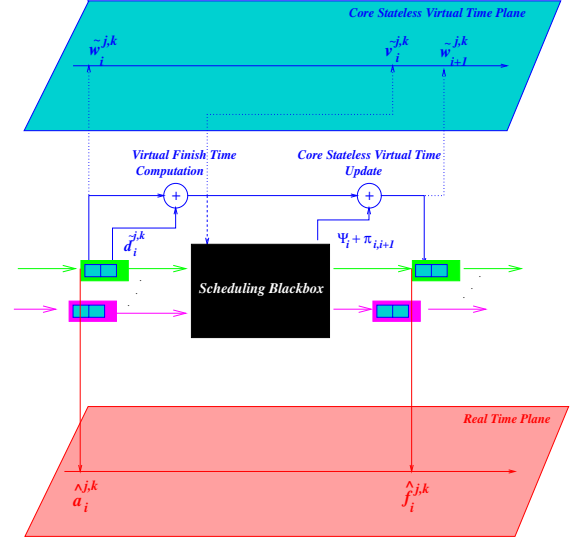 Core Stateless Virtual Time Plane
w̃_i^{j,k}
ṽ_i^{j,k}
w̃_{i+1}^{j,k}
Virtual Finish Time
Computation
Core Stateless Virtual Time
Update
+
+
d̃_i^{j,k}
Ψ_i + π_{i,i+1}
Scheduling Blackbox
Real Time Plane
â_i^{j,k}
f̂_i^{j,k}